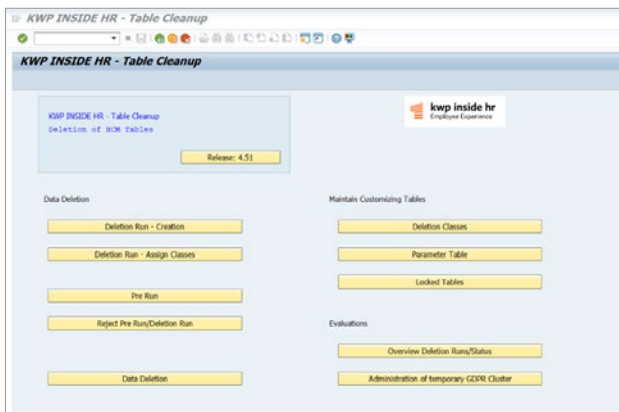 KWP INSIDE HR - Table Cleanup
KWP INSIDE HR - Table Cleanup
KWP INSIDE HR - Table Cleanup
Deletion of HCM Tables
Release: 4.51
kwp inside hr
Employee Experience
Data Deletion
Deletion Run - Creation
Deletion Run - Assign Classes
Pre Run
Reject Pre Run/Deletion Run
Data Deletion
Maintain Customizing Tables
Deletion Classes
Parameter Table
Locked Tables
Evaluations
Overview Deletion Runs/Status
Administration of temporary GDPR Cluster